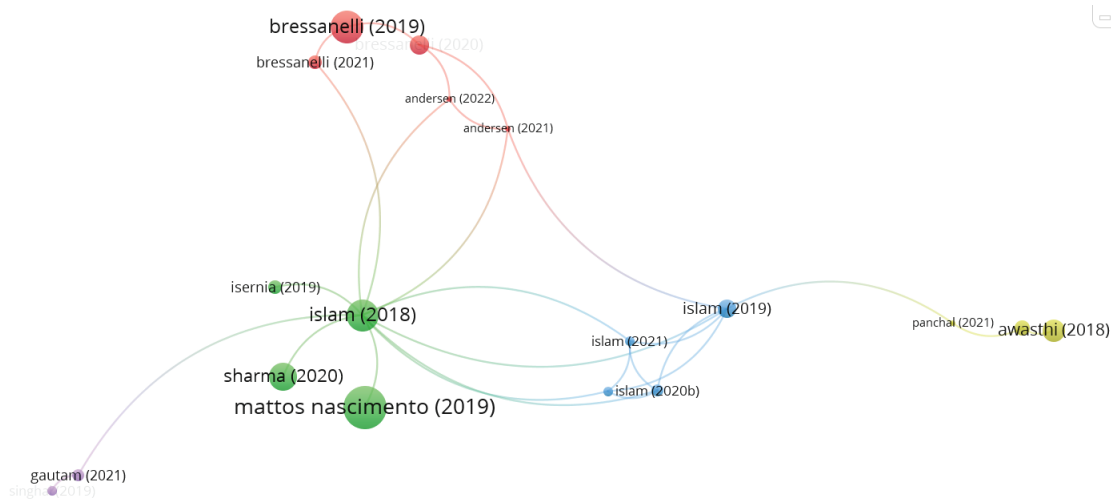 bressanelli (2019)
bressanelli (2020)
bressanelli (2021)
andersen (2022)
andersen (2021)
isernia (2019)
islam (2018)
islam (2019)
panchal (2021)
awasthi (2018)
islam (2021)
sharma (2020)
islam (2020b)
mattos nascimento (2019)
gautam (2021)
(2019)